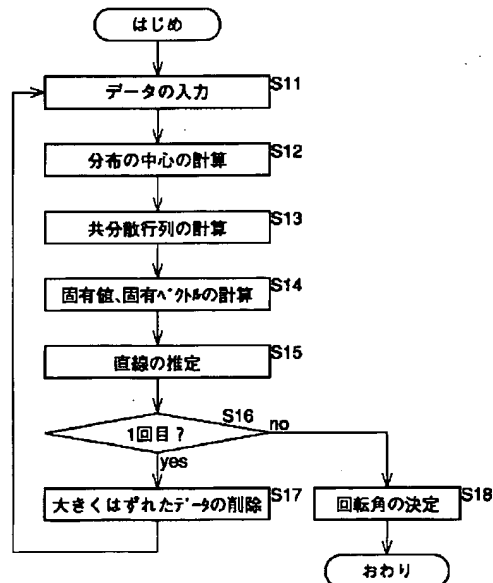 はじめ
データの入力
S11
分布の中心の計算
S12
共分散行列の計算
S13
固有値、固有ベクトルの計算
S14
直線の推定
S15
1回目？
S16
no
yes
大きくはずれたデータの削除
S17
回転角の決定
S18
おわり